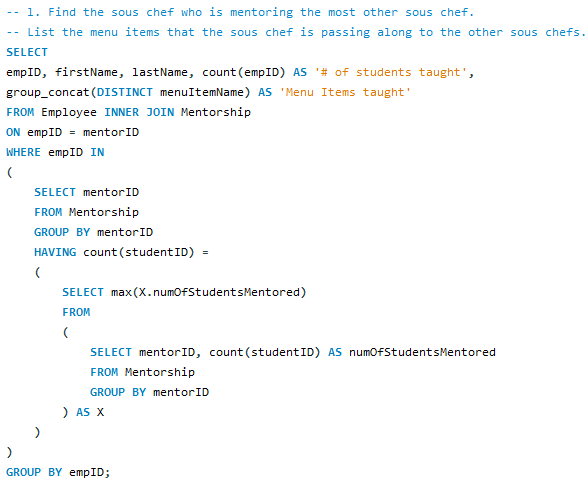 -- 1. Find the sous chef who is mentoring the most other sous chef.
-- List the menu items that the sous chef is passing along to the other sous chefs.
SELECT
empID, firstName, lastName, count(empID) AS '# of students taught',
group_concat(DISTINCT menuItemName) AS 'Menu Items taught'
FROM Employee INNER JOIN Mentorship
ON empID = mentorID
WHERE empID IN
(
SELECT mentorID
FROM Mentorship
GROUP BY mentorID
HAVING count(studentID) =
(
SELECT max(X.numOfStudentsMentored)
FROM
(
SELECT mentorID, count(studentID) AS numOfStudentsMentored
FROM Mentorship
GROUP BY mentorID
) AS X
)
)
GROUP BY empID;